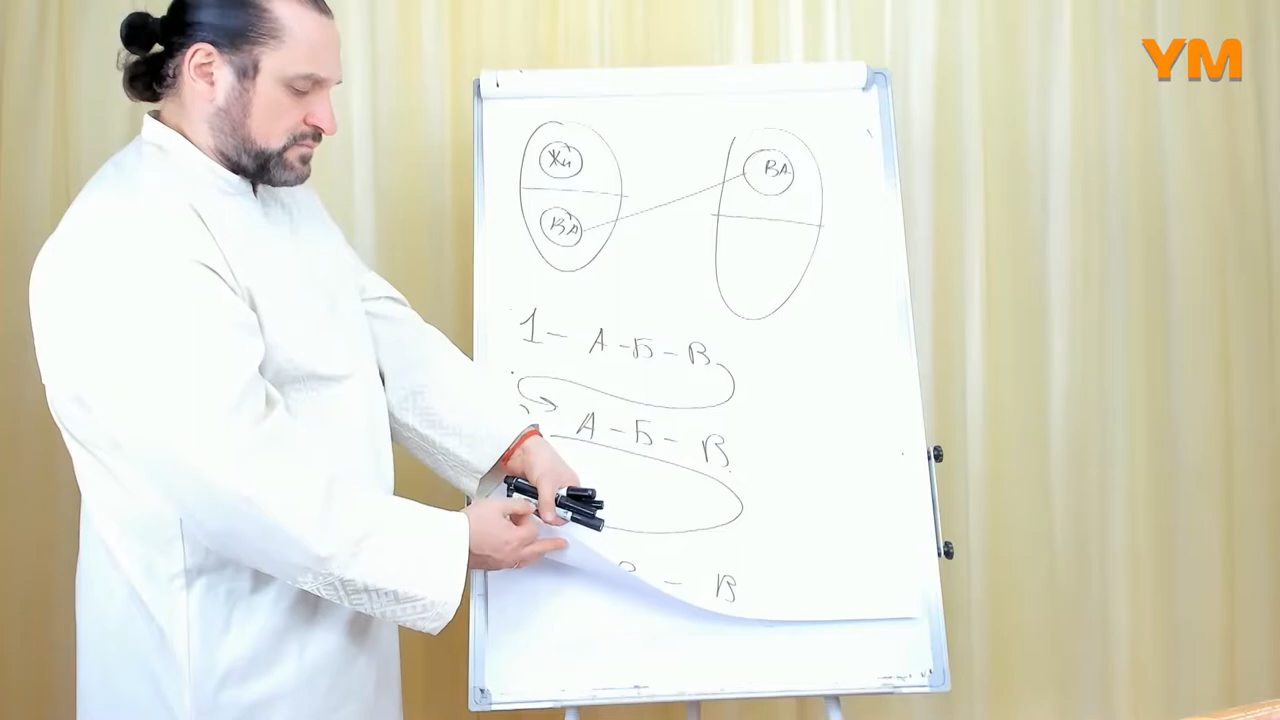 YM
Жи
ВА
ВА
1 - А - Б - В
А - Б - В
- В